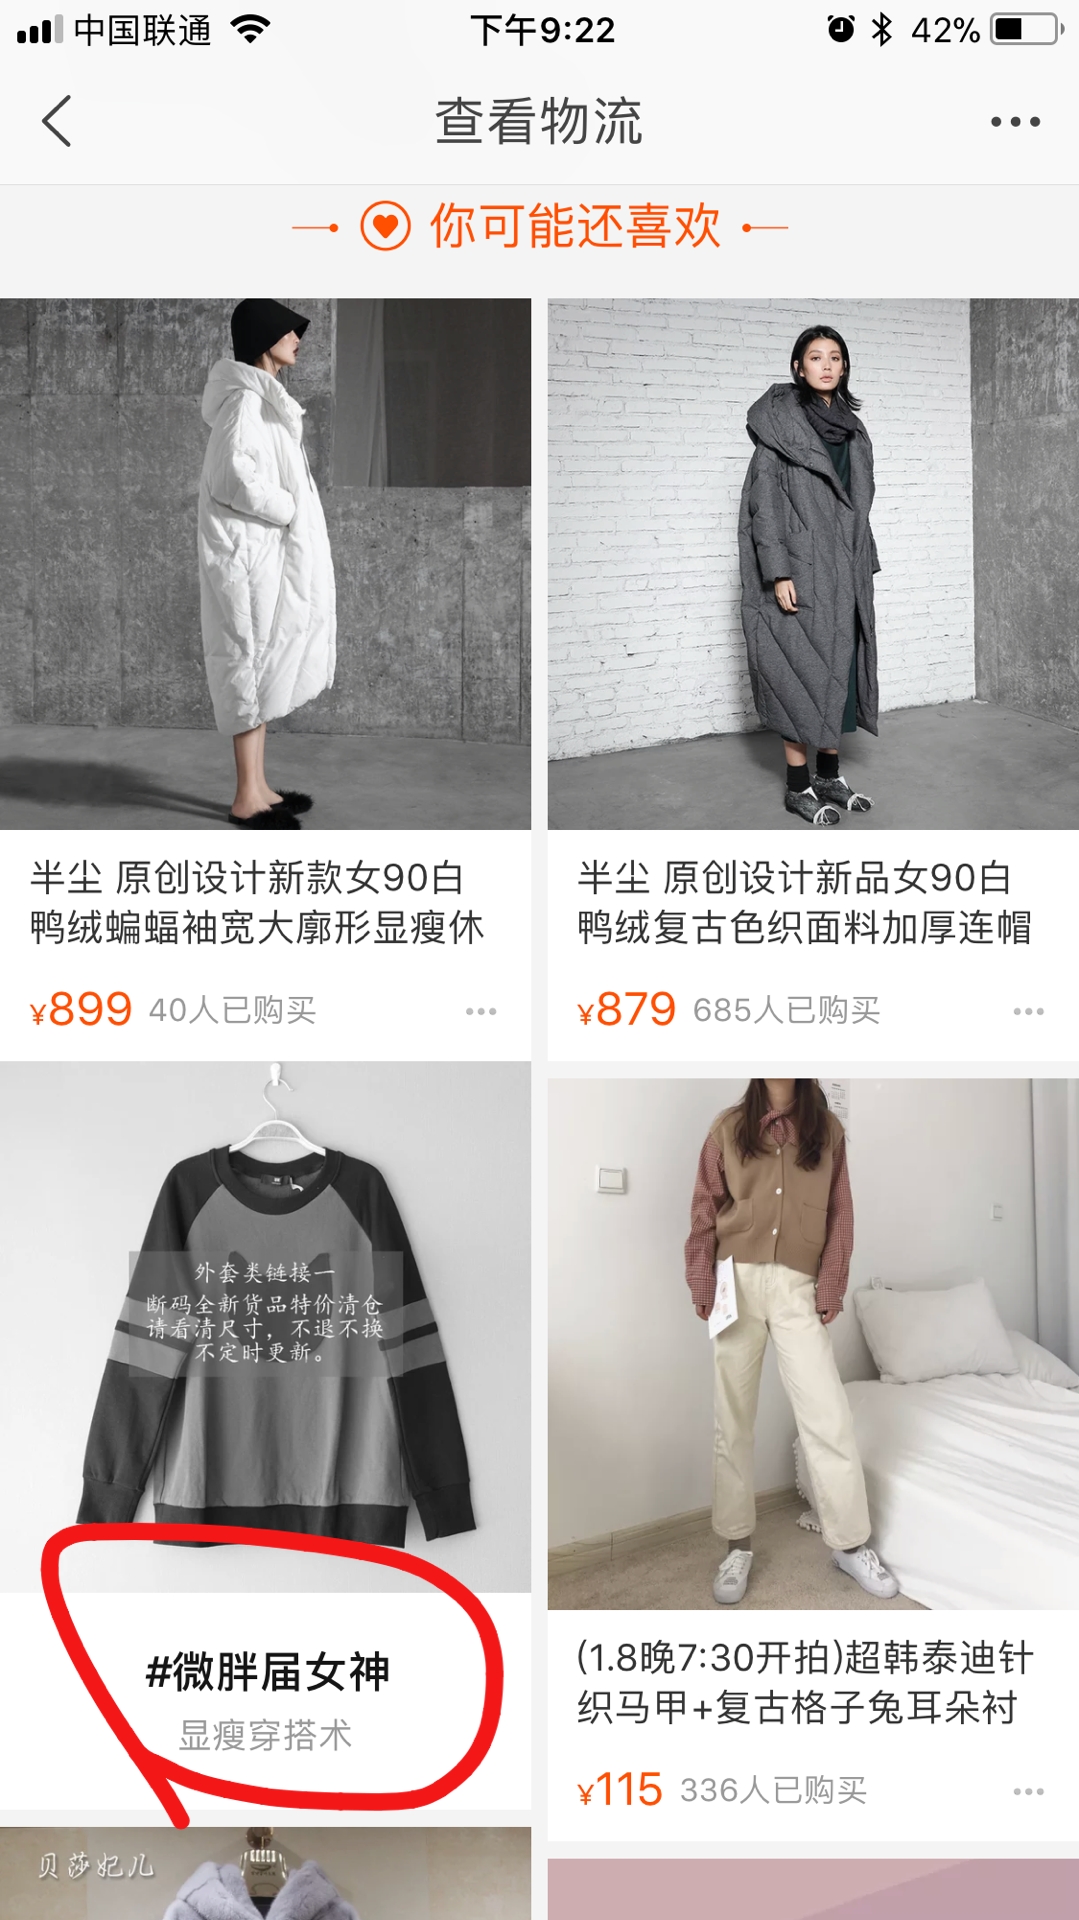 中国联通
下午9:22
42%
查看物流
你可能还喜欢
半尘 原创设计新款女90白
鸭绒蝙蝠袖宽大廓形显瘦休
¥899 40人已购买
半尘 原创设计新品女90白
鸭绒复古色织面料加厚连帽
¥879 685人已购买
外套类链接一
断码全新货品特价清仓
请看清尺寸，不退不换
不定时更新。
#微胖届女神
显瘦穿搭术
(1.8晚7:30开拍)超韩泰迪针
织马甲+复古格子兔耳朵衬
¥115 336人已购买
贝莎妃儿